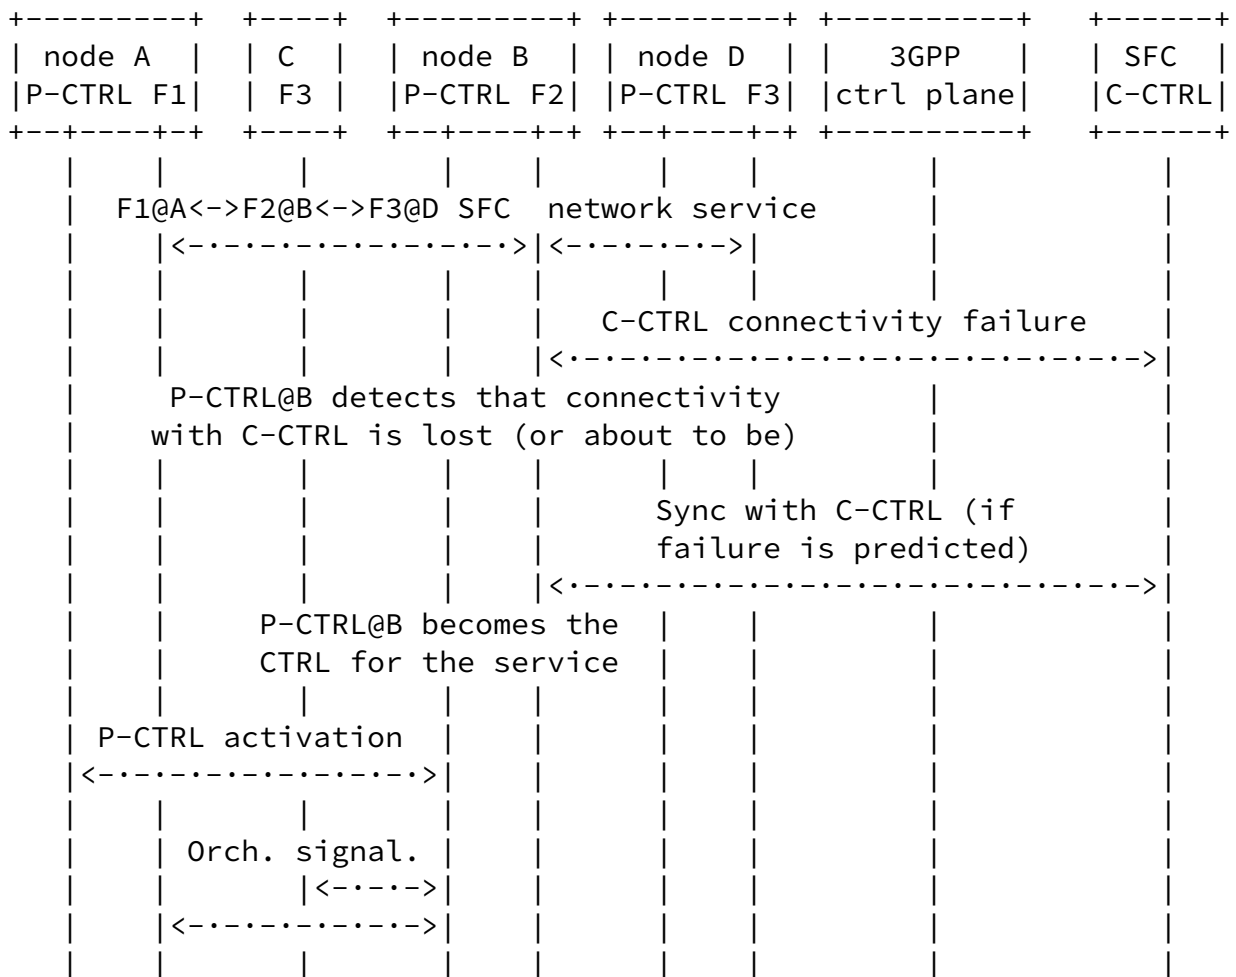 node A C node B node D 3GPP SFC
P-CTRL F1 F3 P-CTRL F2 P-CTRL F3 ctrl plane C-CTRL
F1@A<->F2@B<->F3@D SFC network service
C-CTRL connectivity failure
P-CTRL@B detects that connectivity
with C-CTRL is lost (or about to be)
Sync with C-CTRL (if
failure is predicted)
P-CTRL@B becomes the
CTRL for the service
P-CTRL activation
Orch. signal.